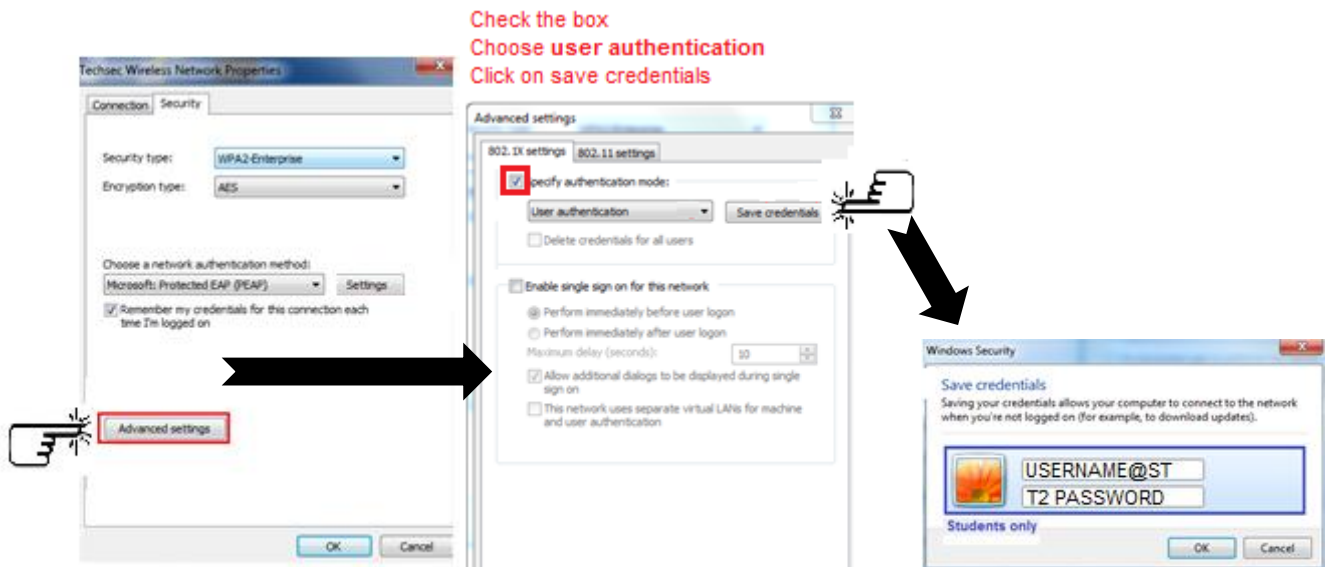 Check the box
Choose user authentication
Click on save credentials
Techsec Wireless Network Properties
Connection Security
Security type: WPA2-Enterprise
Encryption type: AES
Choose a network authentication method:
Microsoft: Protected EAP (PEAP) Settings
Remember my credentials for this connection each
time I'm logged on
Advanced settings
OK Cancel
Advanced settings
802.1X settings 802.11 settings
pecify authentication mode:
User authentication Save credentials
Delete credentials for all users
Enable single sign on for this network
Perform immediately before user logon
Perform immediately after user logon
Maximum delay (seconds): 10
Allow additional dialogs to be displayed during single
sign on
This network uses separate virtual LANs for machine
and user authentication
Windows Security
Save credentials
Saving your credentials allows your computer to connect to the network
when you're not logged on (for example, to download updates).
USERNAME@ST
T2 PASSWORD
Students only
OK Cancel